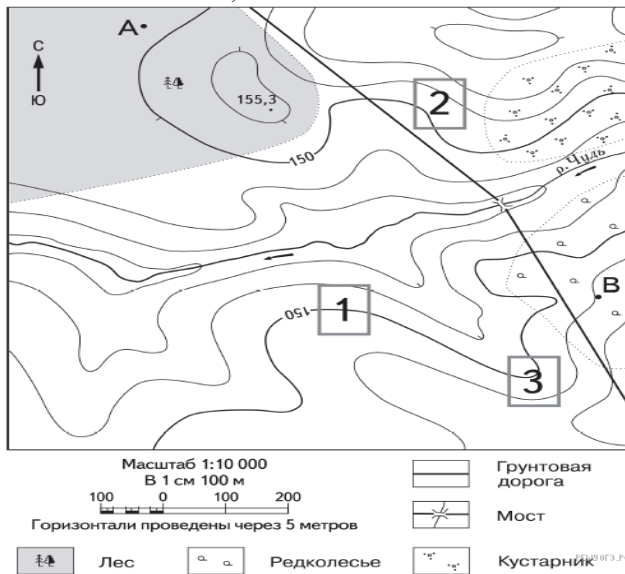 А
С
Ю
155,3
2
150
р. Чудь
В
150
1
3
Масштаб 1:10 000
В 1 см 100 м
100 0 100 200
Горизонтали проведены через 5 метров
Грунтовая
дорога
Мост
Лес
Редколесье
Кустарник